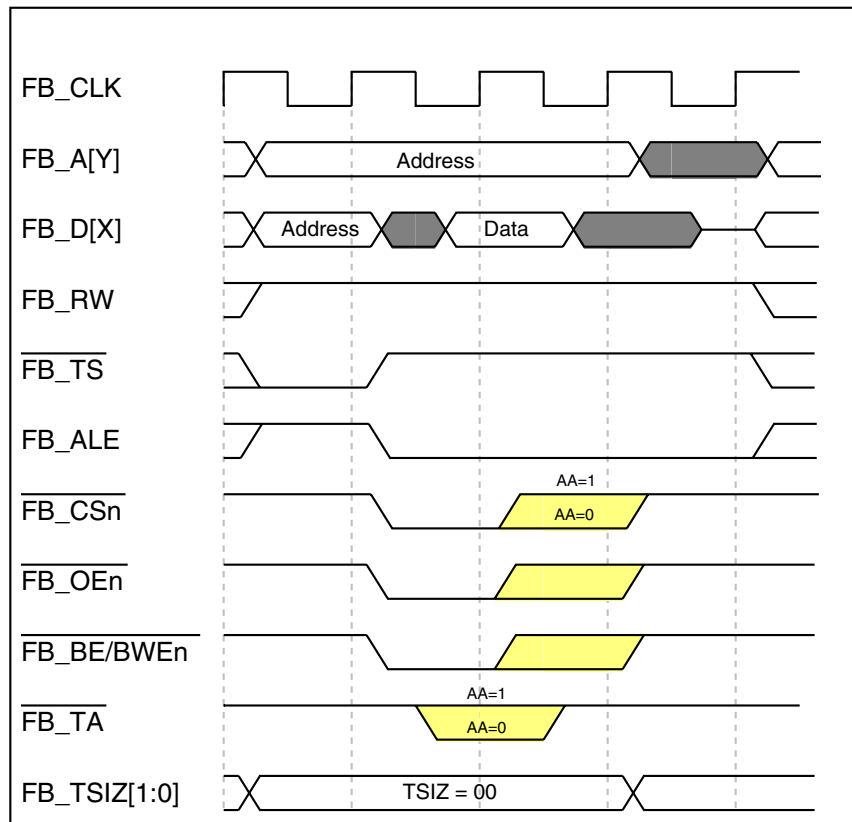 FB_CLK
FB_A[Y]
Address
FB_D[X]
Address
Data
FB_RW
FB_TS
FB_ALE
AA=1
FB_CSn
AA=0
FB_OEn
FB_BE/BWEn
AA=1
FB_TA
AA=0
FB_TSIZ[1:0]
TSIZ = 00